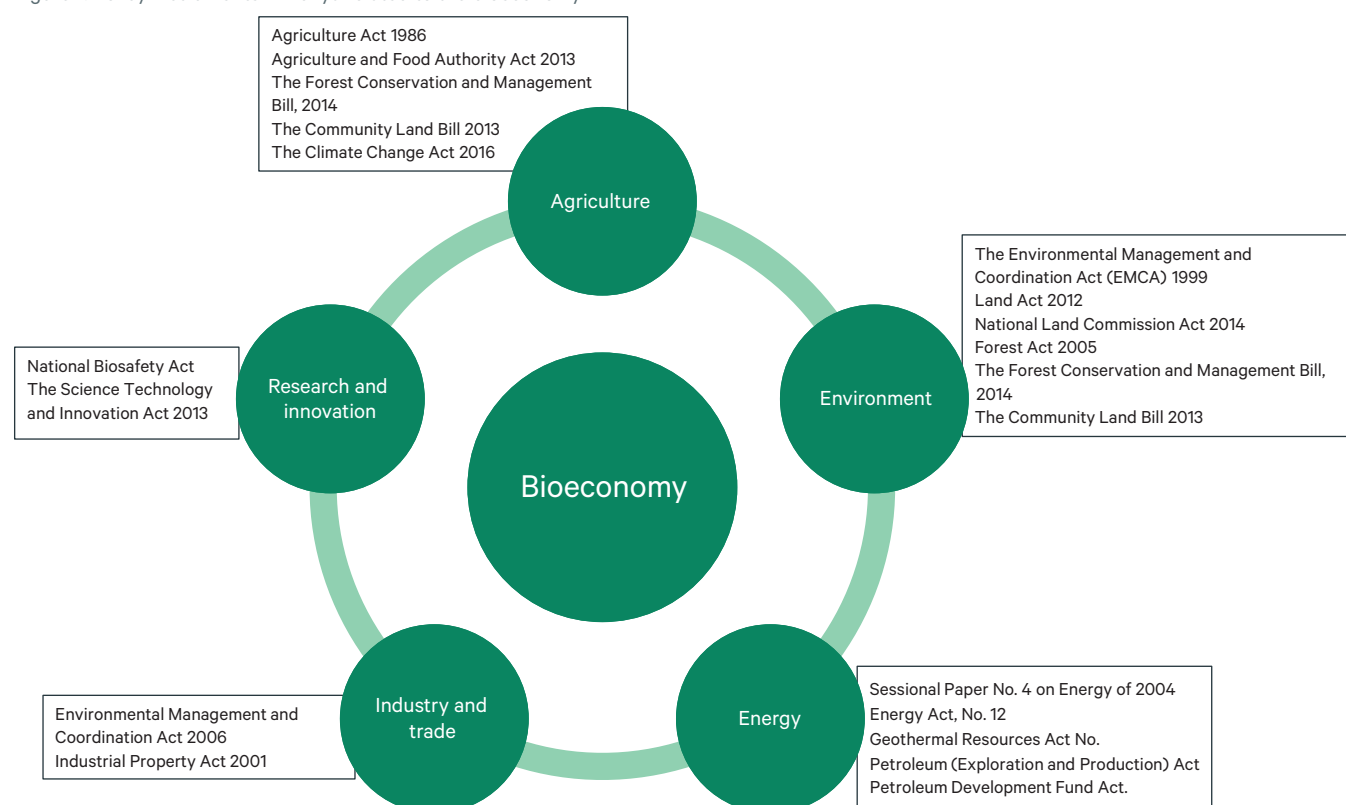 Agriculture Act 1986
Agriculture and Food Authority Act 2013
The Forest Conservation and Management
Bill, 2014
The Community Land Bill 2013
The Climate Change Act 2016
Agriculture
The Environmental Management and
Coordination Act (EMCA) 1999
Land Act 2012
National Land Commission Act 2014
Forest Act 2005
The Forest Conservation and Management Bill,
2014
The Community Land Bill 2013
Environment
National Biosafety Act
The Science Technology
and Innovation Act 2013
Research and
innovation
Bioeconomy
Environmental Management and
Coordination Act 2006
Industrial Property Act 2001
Industry and
trade
Energy
Sessional Paper No. 4 on Energy of 2004
Energy Act, No. 12
Geothermal Resources Act No.
Petroleum (Exploration and Production) Act
Petroleum Development Fund Act.